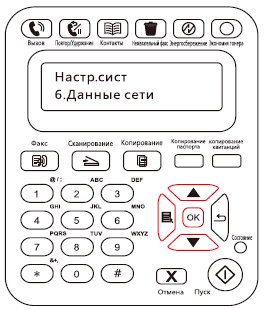 Вызов Повтор/Удержание Контакты Нежелательный факс Энергосбережение Экономия тонера
Настр.сист
6.Данные сети
Факс Сканирование Копирование Копирование паспорта копирование квитанций
@/: ABC DEF
1 2 3
GHI JKL MNO
4 5 6 OK
PQRS TUV WXYZ
7 8 9 Состояние
&+,
* 0 # X
Отмена Пуск